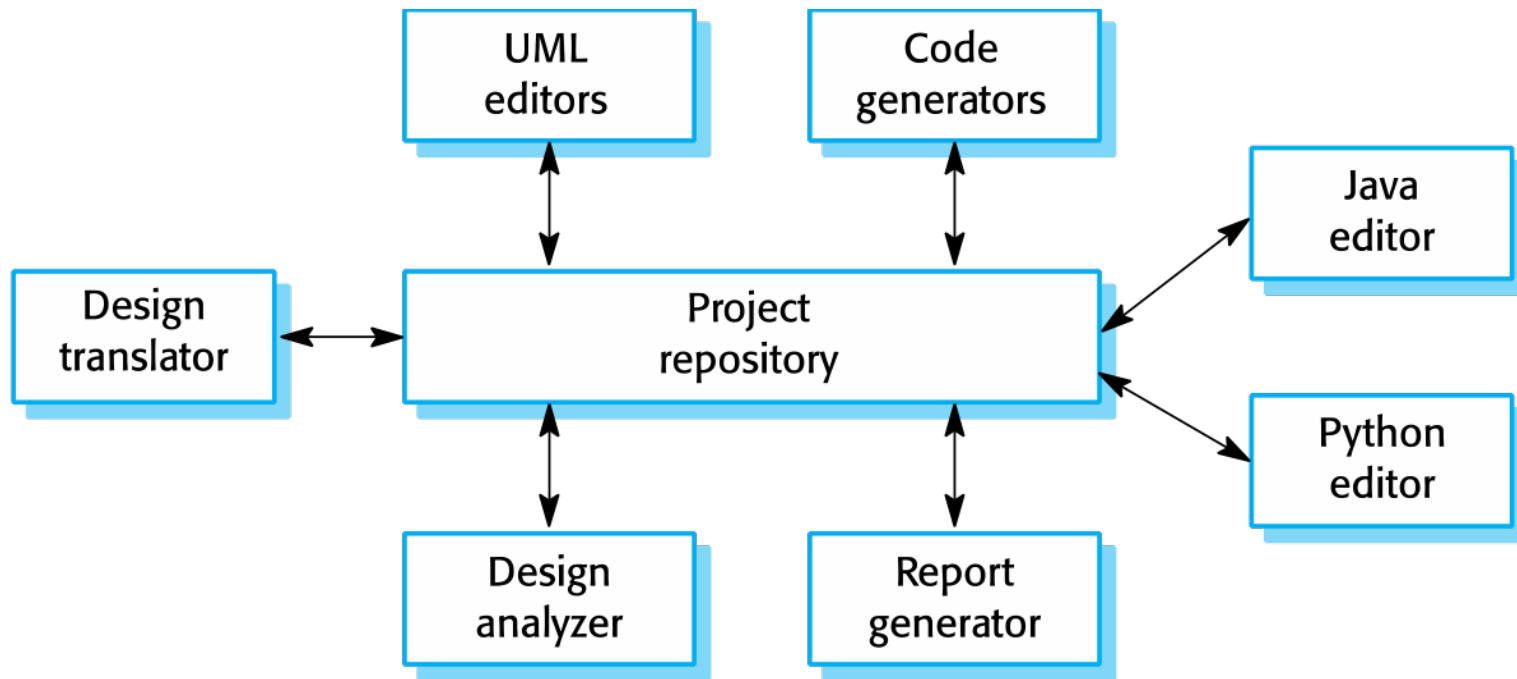 UML
editors
Code
generators
Java
editor
Design
translator
Project
repository
Python
editor
Design
analyzer
Report
generator